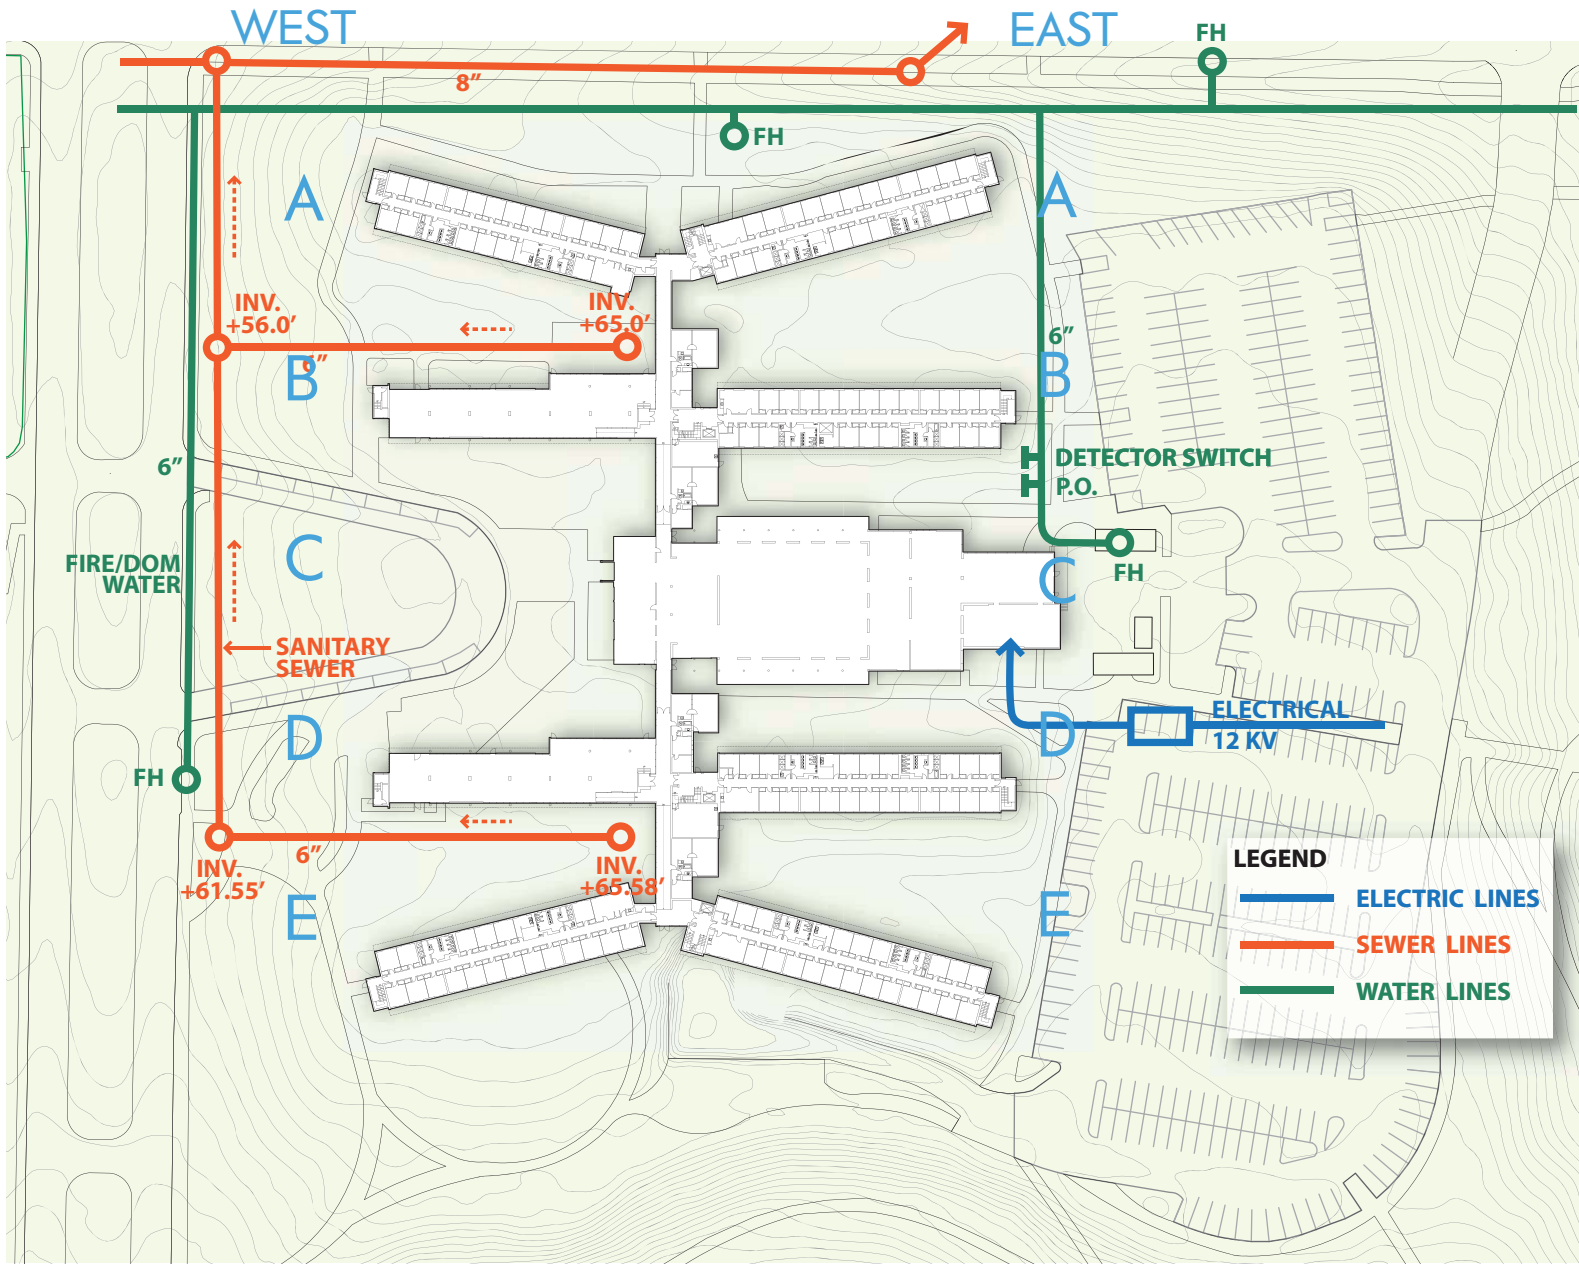 WEST
EAST
FH
8”
FH
A
A
INV.
+56.0’
INV.
+65.0’
6”
6”
B
B
6”
DETECTOR SWITCH
P.O.
C
FIRE/DOM
WATER
FH
C
SANITARY
SEWER
D
D
ELECTRICAL
12 KV
FH
6”
INV.
+61.55’
INV.
+65.58’
E
E
LEGEND
ELECTRIC LINES
SEWER LINES
WATER LINES